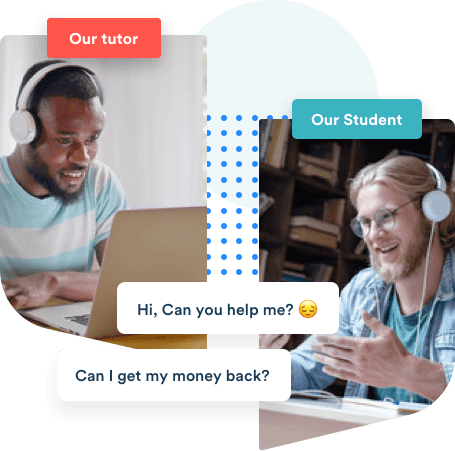 Our tutor
Our Student
Hi, Can you help me? 😔
Can I get my money back?